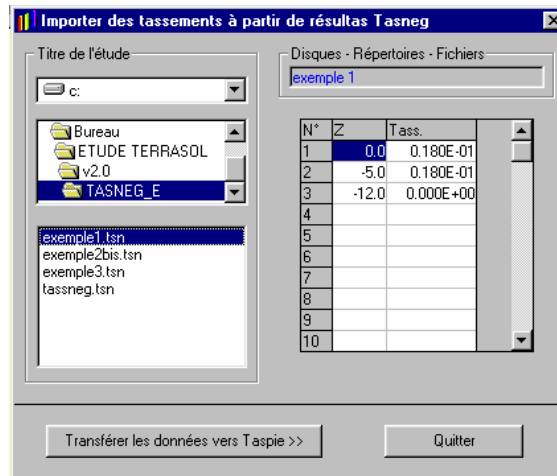 Importer des tassements à partir de résultas Tasneg
Titre de l'étude
c:
Bureau
ETUDE TERRASOL
v2.0
TASNEG_E
exemple1.tsn
exemple2bis.tsn
exemple3.tsn
tassneg.tsn
Disques - Répertoires - Fichiers
exemple 1
N° Z Tass.
1 0.0 0.180E-01
2 -5.0 0.180E-01
3 -12.0 0.000E+00
4
5
6
7
8
9
10
Transférer les données vers Taspie >>
Quitter